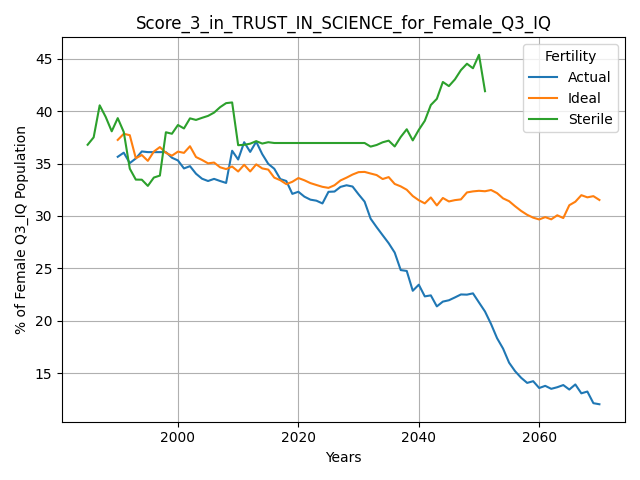 Score_3_in_TRUST_IN_SCIENCE_for_Female_Q3_IQ
Fertility
Actual
Ideal
Sterile
% of Female Q3_IQ Population
45
40
35
30
25
20
15
2000
2020
2040
2060
Years